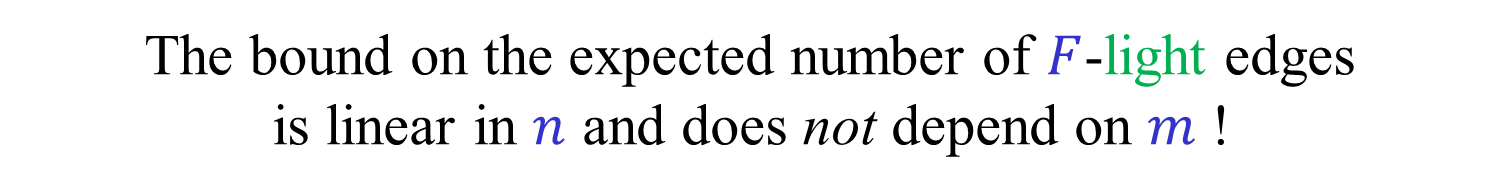 The bound on the expected number of F-light edges
is linear in n and does not depend on m !